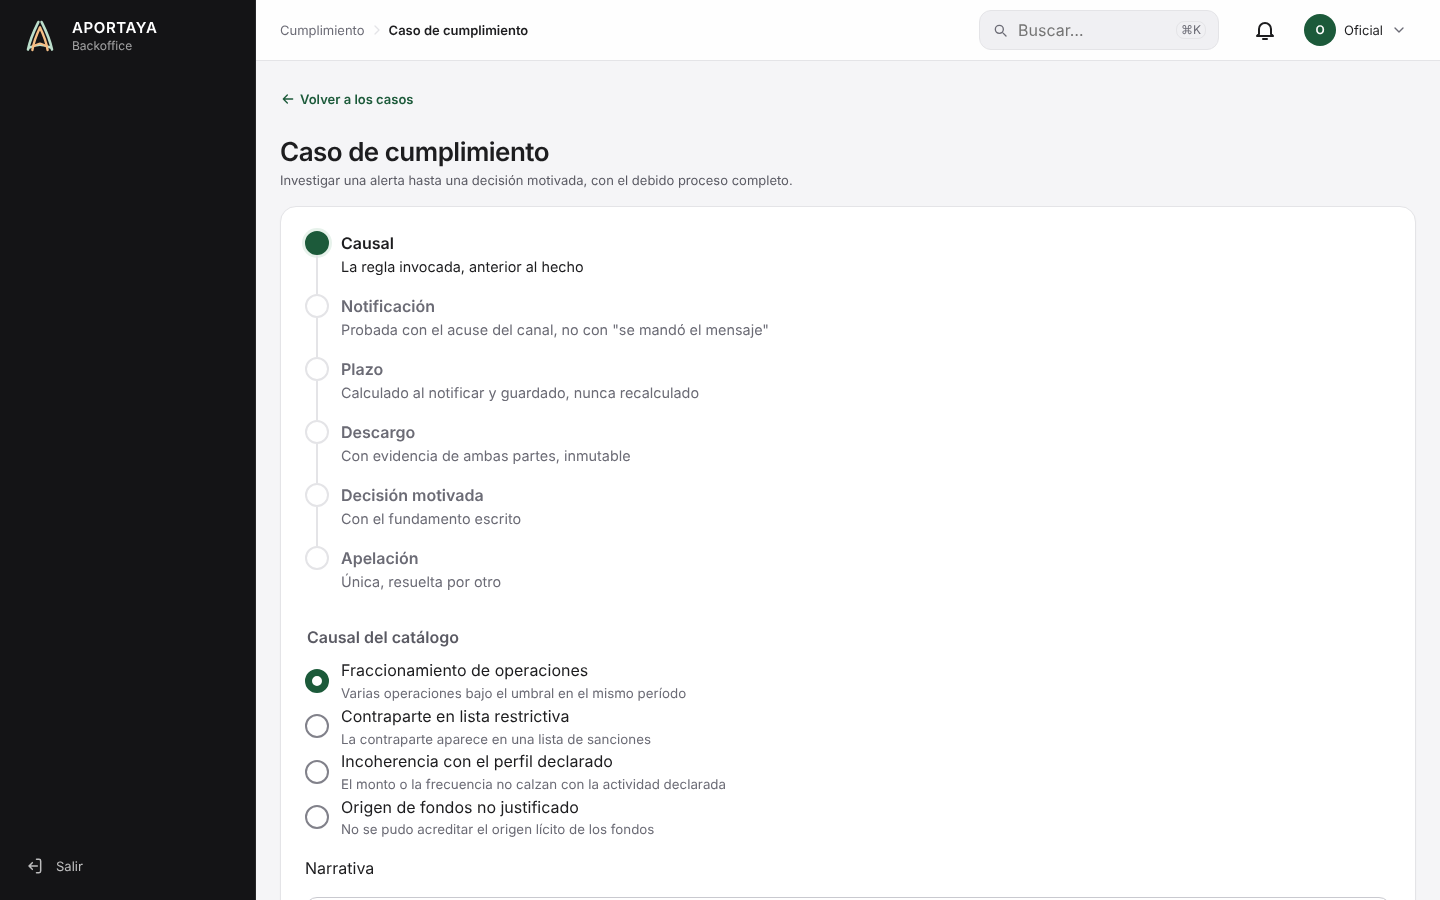 APORTAYA
Backoffice
Cumplimiento
Caso de cumplimiento
Buscar...
⌘K
O
Oficial
Volver a los casos
Caso de cumplimiento
Investigar una alerta hasta una decisión motivada, con el debido proceso completo.
Causal
La regla invocada, anterior al hecho
Notificación
Probada con el acuse del canal, no con "se mandó el mensaje"
Plazo
Calculado al notificar y guardado, nunca recalculado
Descargo
Con evidencia de ambas partes, inmutable
Decisión motivada
Con el fundamento escrito
Apelación
Única, resuelta por otro
Causal del catálogo
Fraccionamiento de operaciones
Varias operaciones bajo el umbral en el mismo período
Contraparte en lista restrictiva
La contraparte aparece en una lista de sanciones
Incoherencia con el perfil declarado
El monto o la frecuencia no calzan con la actividad declarada
Origen de fondos no justificado
No se pudo acreditar el origen lícito de los fondos
Narrativa
Salir